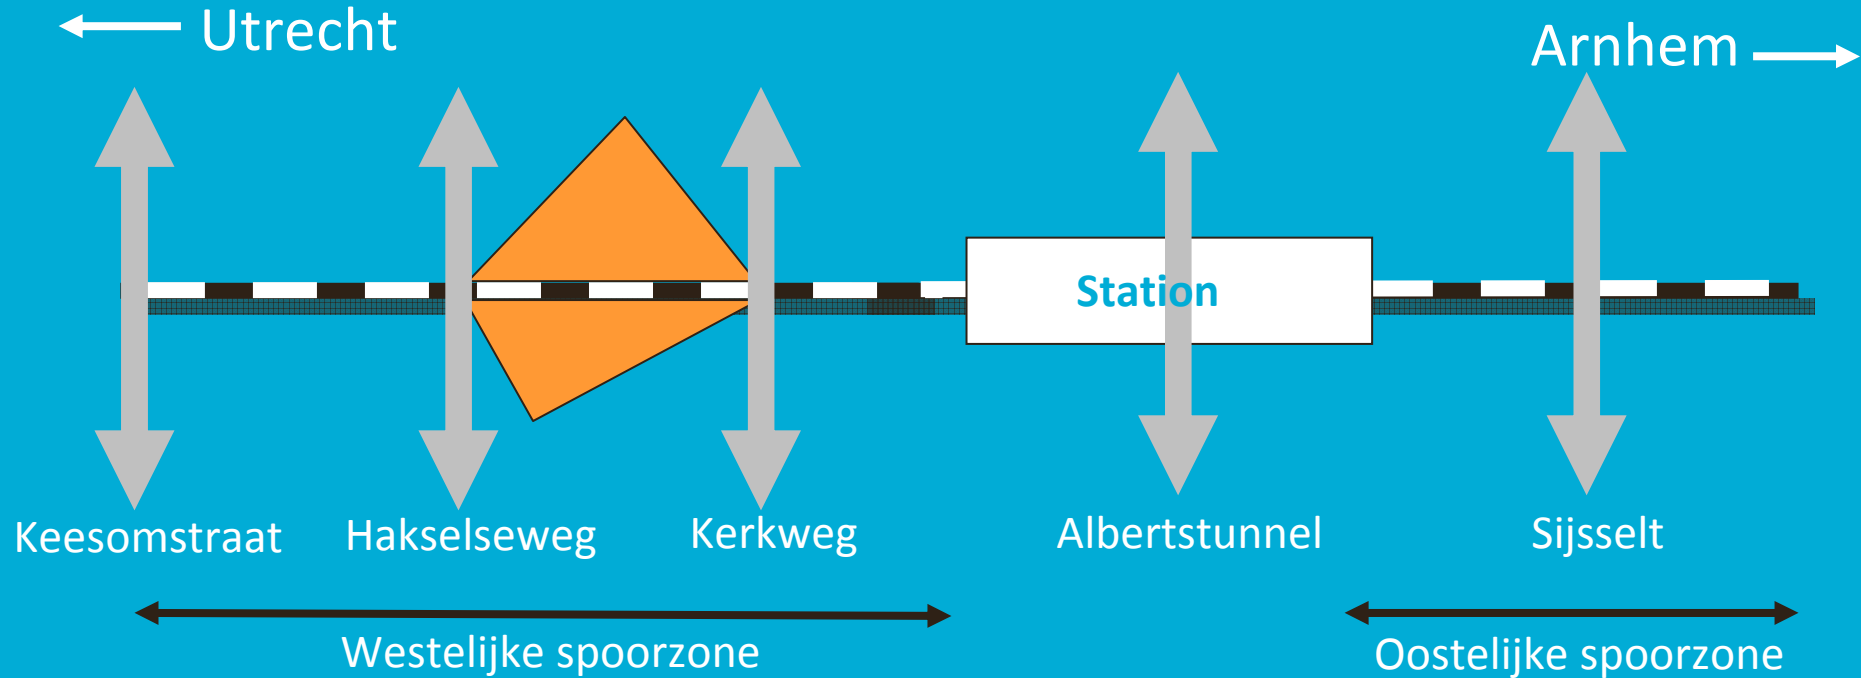 Utrecht
Arnhem
Station
Keesomstraat
Hakselseweg
Kerkweg
Albertstunnel
Sijsselt
Westelijke spoorzone
Oostelijke spoorzone